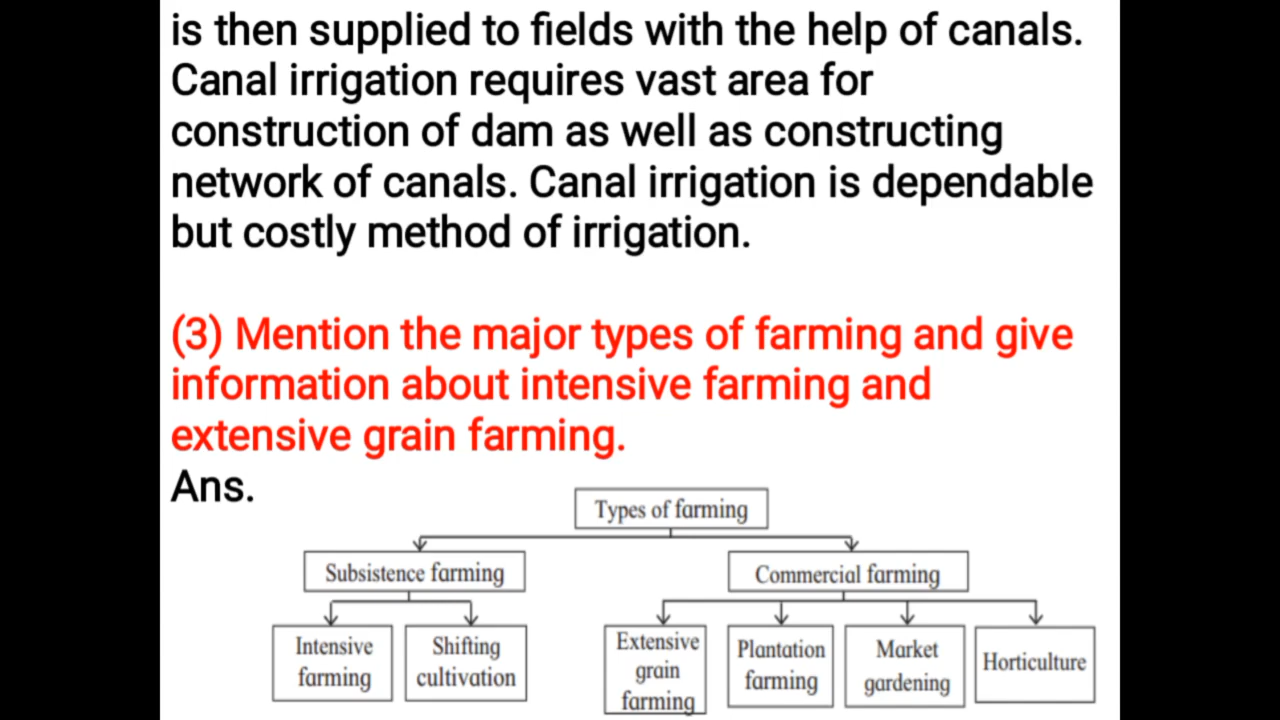 is then supplied to fields with the help of canals.
Canal irrigation requires vast area for
construction of dam as well as constructing
network of canals. Canal irrigation is dependable
but costly method of irrigation.
(3) Mention the major types of farming and give
information about intensive farming and
extensive grain farming.
Ans.
Types of farming
Subsistence farming
Commercial farming
Intensive
farming
Shifting
cultivation
Extensive
grain
farming
Plantation
farming
Market
gardening
Horticulture